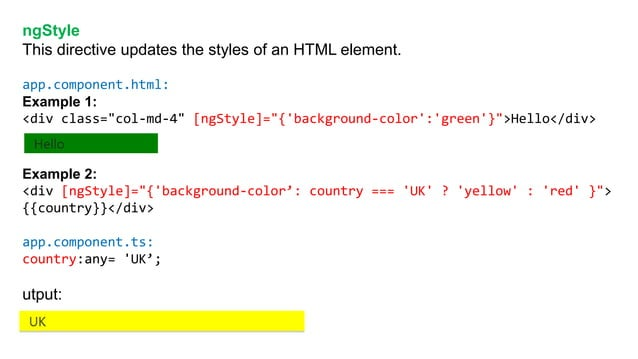 ngStyle
This directive updates the styles of an HTML element.
app.component.html:
Example 1:
<div class="col-md-4" [ngStyle]="{'background-color':'green'}">Hello</div>
Hello
Example 2:
<div [ngStyle]="{'background-color’: country === 'UK' ? 'yellow' : 'red' }">
{{country}}</div>
app.component.ts:
country:any= 'UK’;
utput:
UK